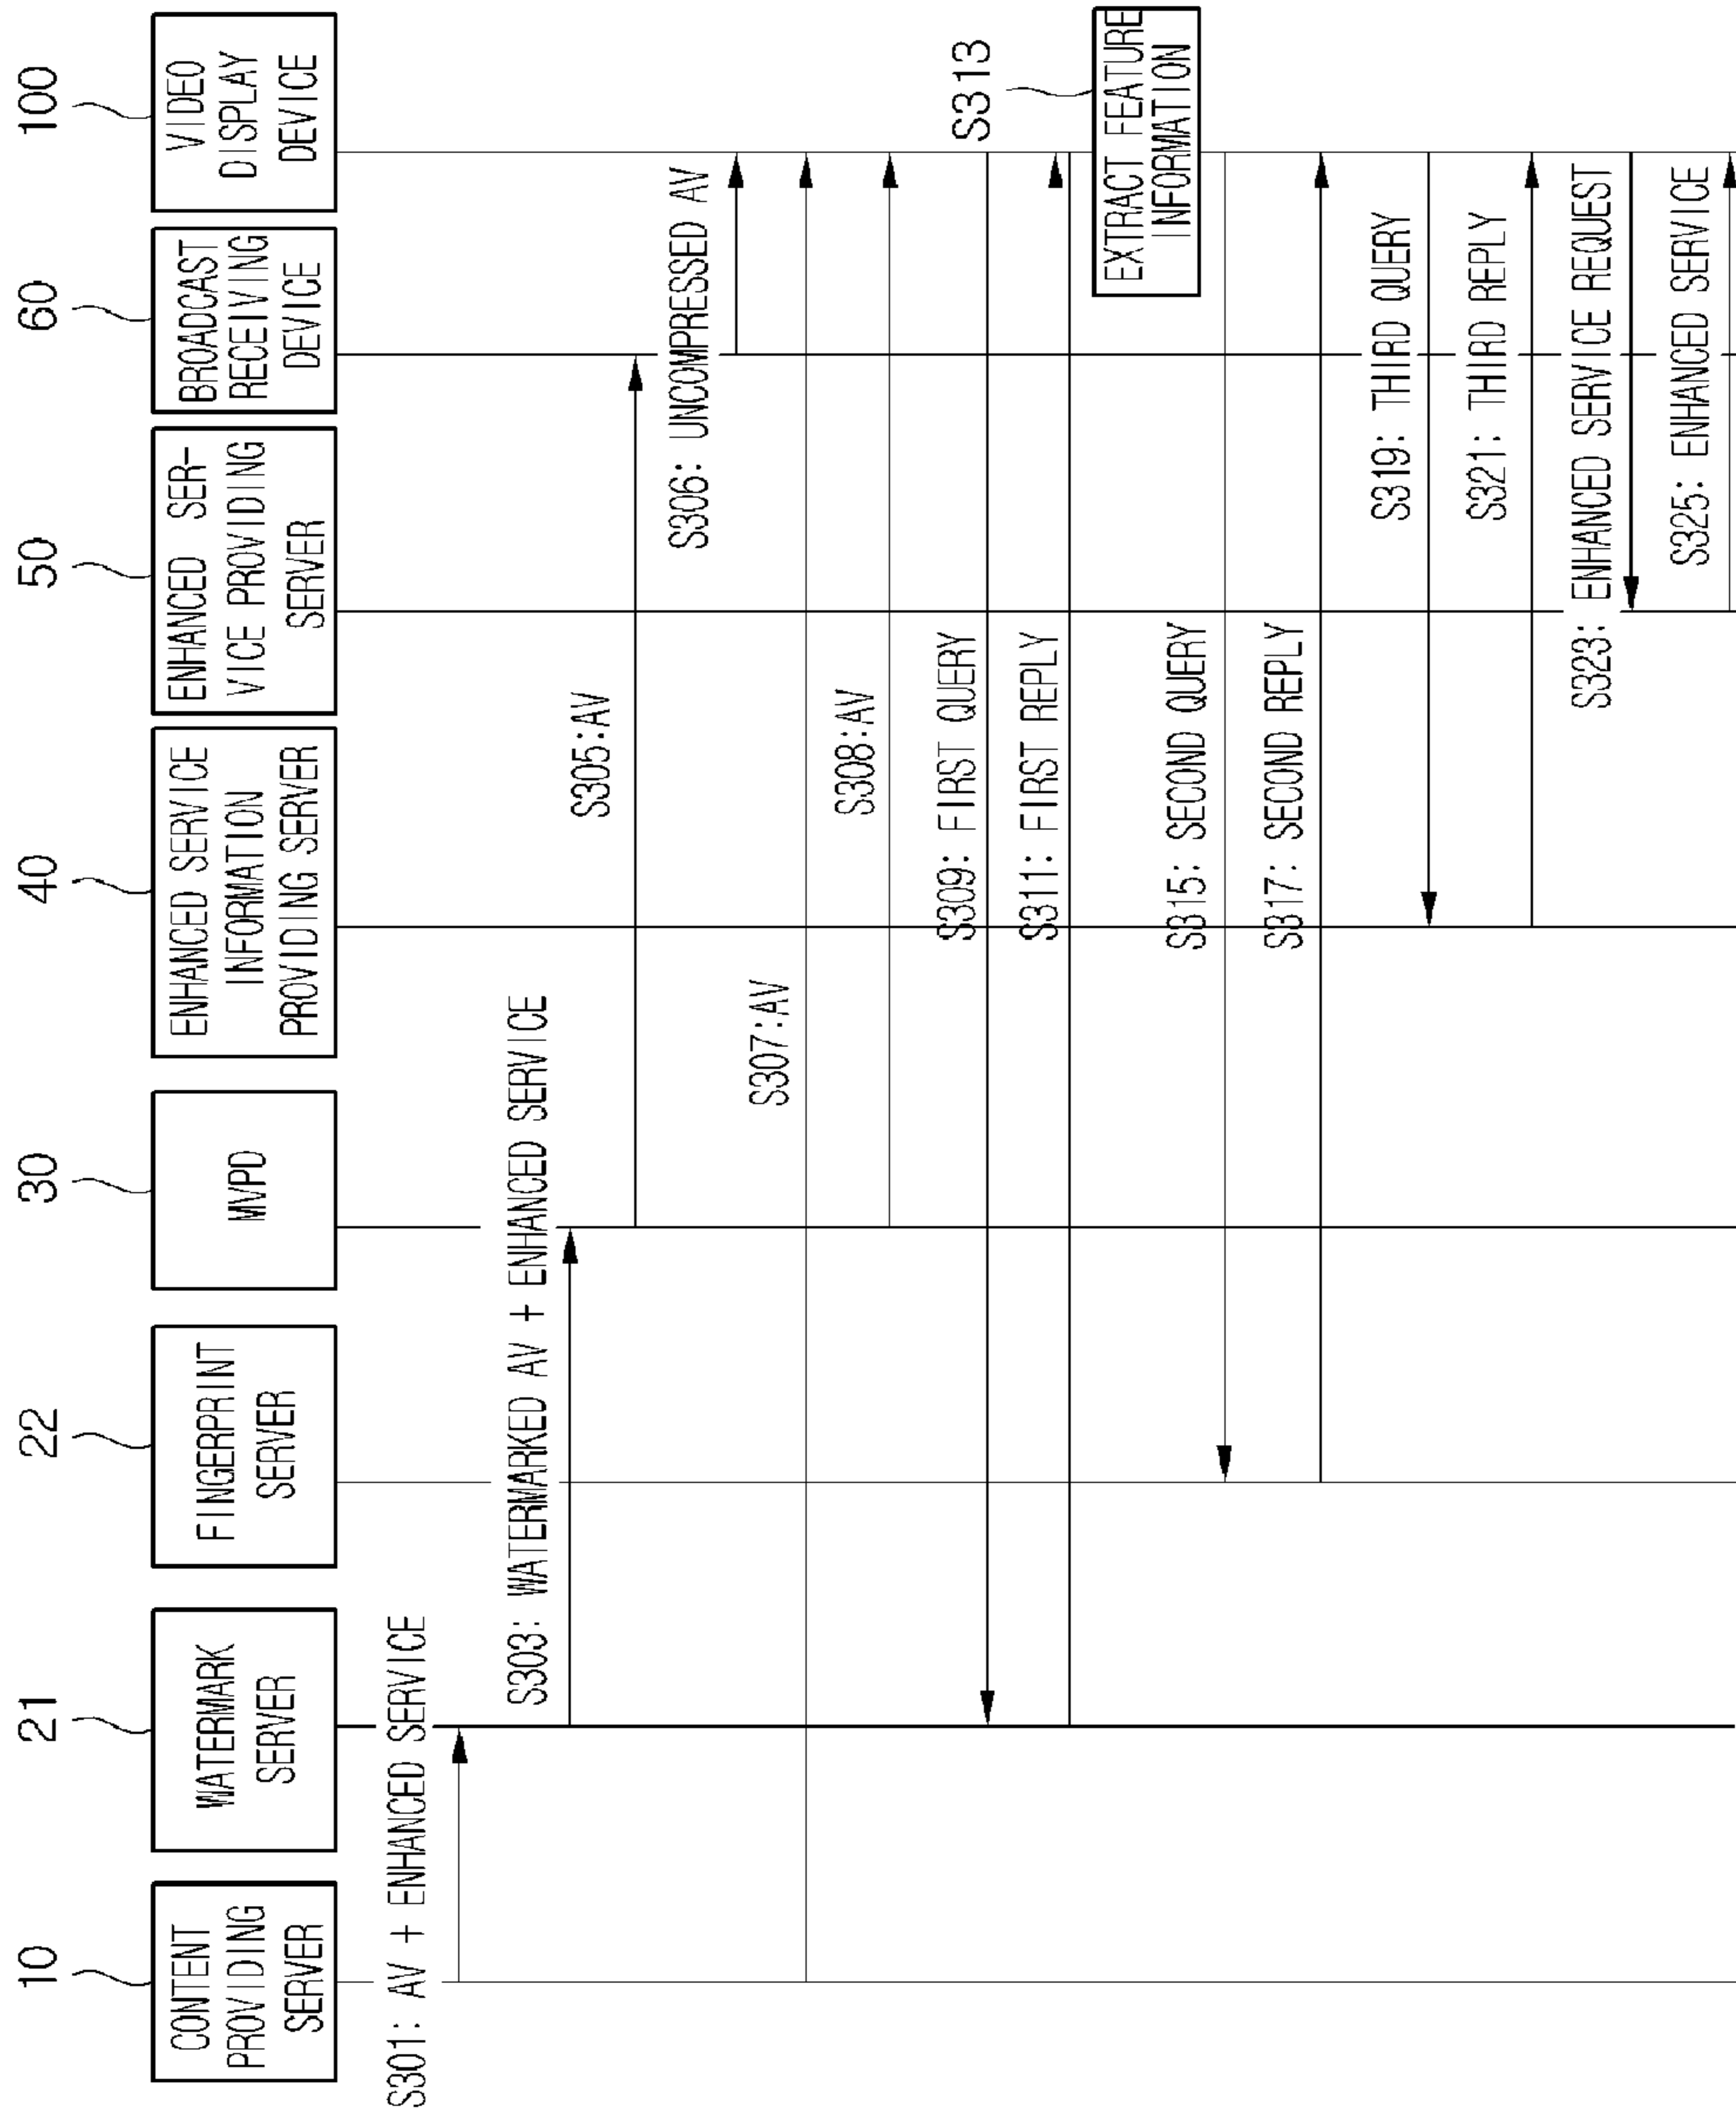 10
21
22
30
40
50
60
100
CONTENT
PROVIDING
SERVER
WATERMARK
SERVER
FINGERPRINT
SERVER
MVPD
ENHANCED SERVICE
INFORMATION
PROVIDING SERVER
ENHANCED SER-
VICE PROVIDING
SERVER
BROADCAST
RECEIVING
DEVICE
VIDEO
DISPLAY
DEVICE
S301: AV + ENHANCED SERVICE
S303: WATERMARKED AV + ENHANCED SERVICE
S305:AV
S306: UNCOMPRESSED AV
S307:AV
S308:AV
S309: FIRST QUERY
S311: FIRST REPLY
S313
EXTRACT FEATURE
INFORMATION
S315: SECOND QUERY
S317: SECOND REPLY
S319: THIRD QUERY
S321: THIRD REPLY
S323: ENHANCED SERVICE REQUEST
S325: ENHANCED SERVICE